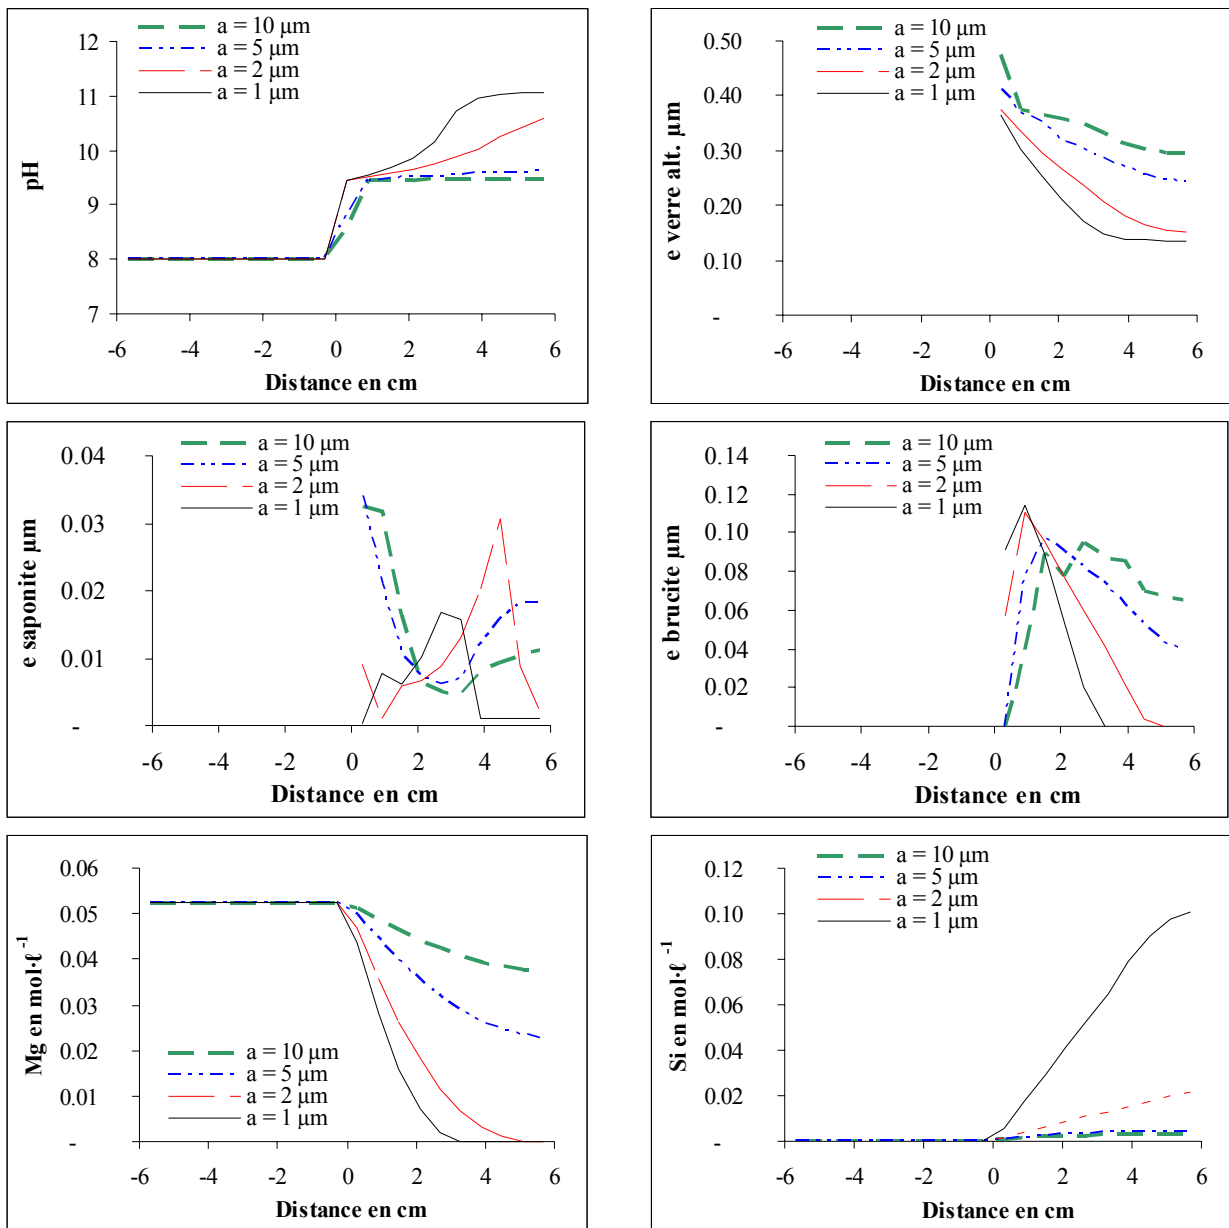 a = 10 µm
a = 5 µm
a = 2 µm
a = 1 µm
12
11
10
9
8
7
pH
-6 -4 -2 0 2 4 6
Distance en cm
a = 10 µm
a = 5 µm
a = 2 µm
a = 1 µm
0.50
0.40
0.30
0.20
0.10
-
e verre alt. µm
-6 -4 -2 0 2 4 6
Distance en cm
a = 10 µm
a = 5 µm
a = 2 µm
a = 1 µm
0.04
0.03
0.02
0.01
-
e saponite µm
-6 -4 -2 0 2 4 6
Distance en cm
a = 10 µm
a = 5 µm
a = 2 µm
a = 1 µm
0.14
0.12
0.10
0.08
0.06
0.04
0.02
-
e brucite µm
-6 -4 -2 0 2 4 6
Distance en cm
0.06
0.05
0.04
0.03
0.02
0.01
-
Mg en mol·ℓ⁻¹
a = 10 µm
a = 5 µm
a = 2 µm
a = 1 µm
-6 -4 -2 0 2 4 6
Distance en cm
a = 10 µm
a = 5 µm
a = 2 µm
a = 1 µm
0.12
0.10
0.08
0.06
0.04
0.02
-
Si en mol·ℓ⁻¹
-6 -4 -2 0 2 4 6
Distance en cm